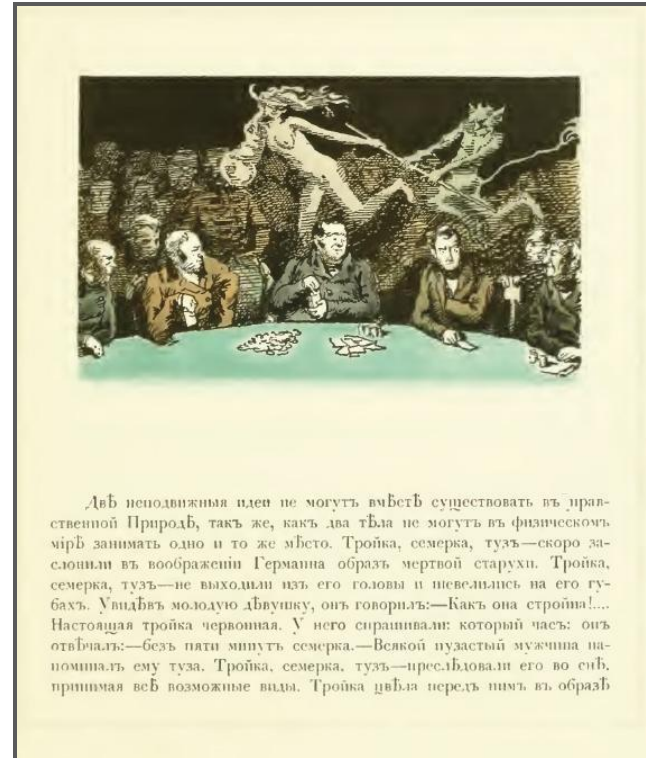 Двѣ неподвижныя идеи не могутъ вмѣстѣ существовать въ нрав-
ственной Природѣ, такъ же, какъ два тѣла не могутъ въ физическомъ
мірѣ занимать одно и то же мѣсто. Тройка, семерка, тузъ—скоро за-
слонили въ воображеніи Германна образъ мертвой старухи. Тройка,
семерка, тузъ—не выходили изъ его головы и шевелились на его гу-
бахъ. Увидѣвъ молодую дѣвушку, онъ говорилъ:—Какъ она стройна!....
Настоящая тройка червонная. У него спрашивали: который часъ: онъ
отвѣчалъ:—безъ пяти минутъ семерка.—Всякой пузастый мужчина на-
поминалъ ему туза. Тройка, семерка, тузъ—преслѣдовали его во снѣ,
принимая всѣ возможные виды. Тройка цвѣла передъ нимъ въ образѣ